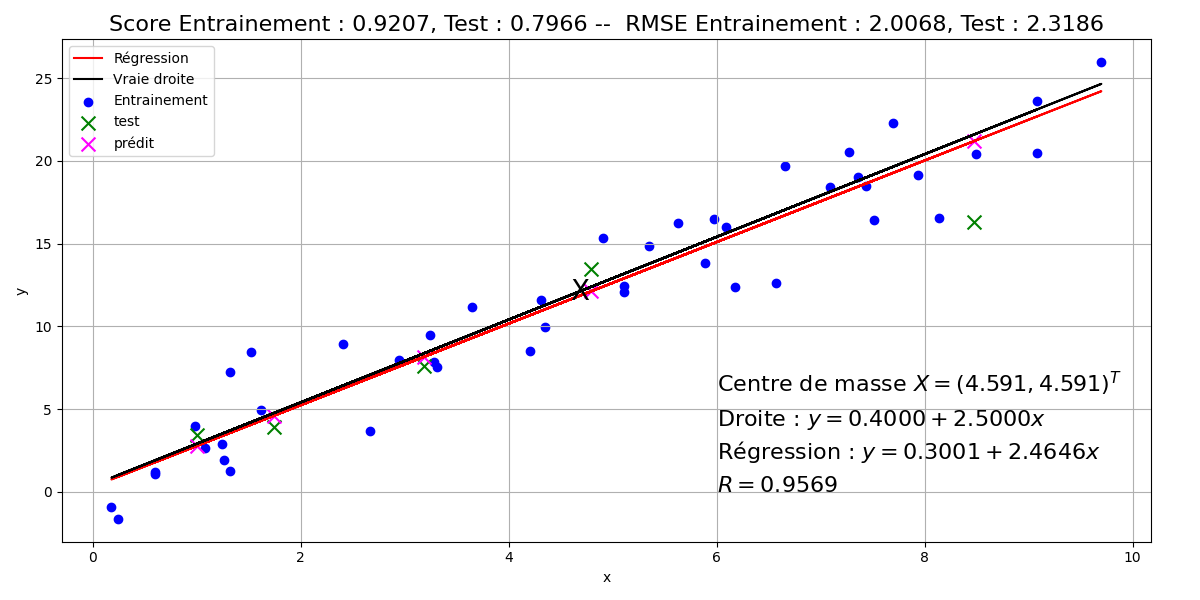 Score Entrainement : 0.9207, Test : 0.7966 -- RMSE Entrainement : 2.0068, Test : 2.3186
Régression
Vraie droite
Entrainement
test
prédit
25
20
15
10
5
0
y
Centre de masse X = (4.591, 4.591)^T
Droite : y = 0.4000 + 2.5000x
Régression : y = 0.3001 + 2.4646x
R = 0.9569
0 2 4 6 8 10
x